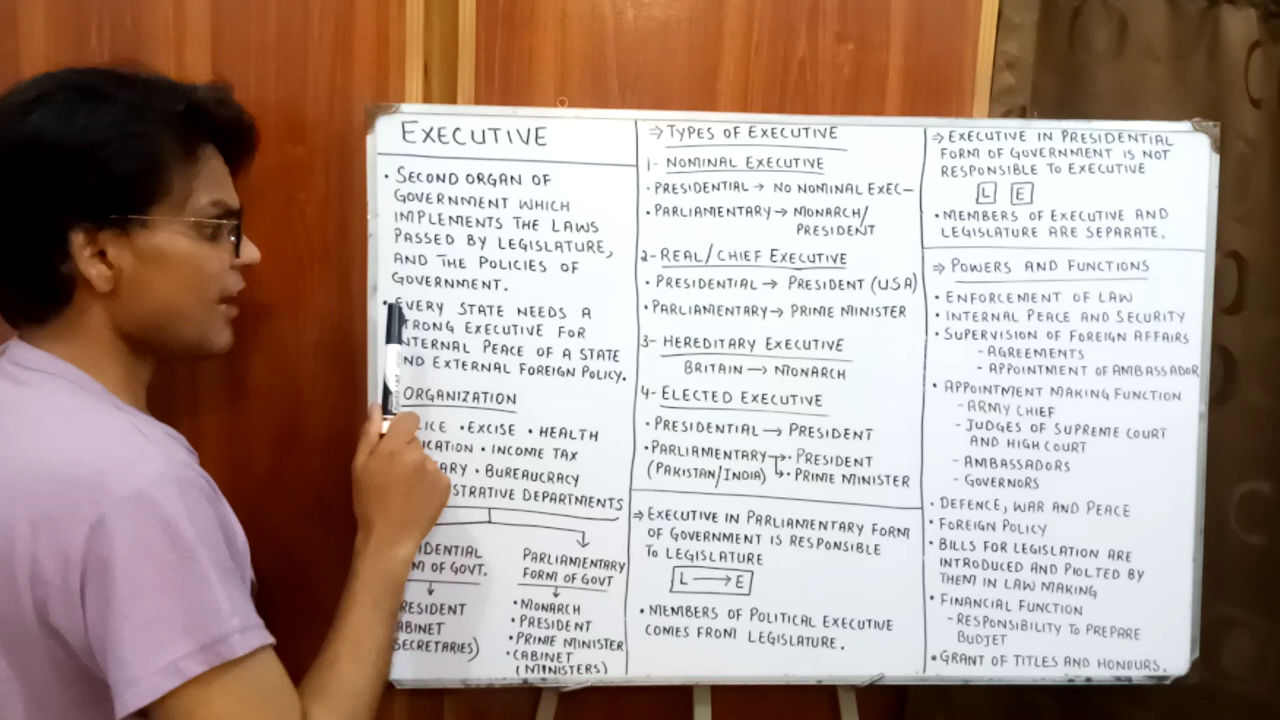 EXECUTIVE
• SECOND ORGAN OF
GOVERNMENT WHICH
IMPLEMENTS THE LAWS
PASSED BY LEGISLATURE,
AND THE POLICIES OF
GOVERNMENT.
• EVERY STATE NEEDS A
TRONG EXECUTIVE FOR
NTERNAL PEACE OF A STATE
ND EXTERNAL FOREIGN POLICY.
ORGANIZATION
LICE • EXCISE • HEALTH
ICATION • INCOME TAX
TARY • BUREAUCRACY
STRATIVE DEPARTMENTS
IDENTIAL
M OF GOVT.
RESIDENT
ABINET
SECRETARIES)
PARLIAMENTARY
FORM OF GOVT
• MONARCH
• PRESIDENT
• PRIME MINISTER
• CABINET
(MINISTERS)
⇒ TYPES OF EXECUTIVE
1- NOMINAL EXECUTIVE
• PRESIDENTIAL → NO NOMINAL EXEC-
• PARLIAMENTARY → MONARCH/
PRESIDENT
2- REAL/CHIEF EXECUTIVE
• PRESIDENTIAL → PRESIDENT (USA)
• PARLIAMENTARY → PRIME MINISTER
3- HEREDITARY EXECUTIVE
BRITAIN → MONARCH
4- ELECTED EXECUTIVE
• PRESIDENTIAL → PRESIDENT
• PARLIAMENTARY → • PRESIDENT
(PAKISTAN/INDIA) ↳ • PRIME MINISTER
⇒ EXECUTIVE IN PARLIAMENTARY FORM
OF GOVERNMENT IS RESPONSIBLE
TO LEGISLATURE
L → E
• MEMBERS OF POLITICAL EXECUTIVE
COMES FROM LEGISLATURE.
⇒ EXECUTIVE IN PRESIDENTIAL
FORM OF GOVERNMENT IS NOT
RESPONSIBLE TO EXECUTIVE
L E
• MEMBERS OF EXECUTIVE AND
LEGISLATURE ARE SEPARATE.
⇒ POWERS AND FUNCTIONS
• ENFORCEMENT OF LAW
• INTERNAL PEACE AND SECURITY
• SUPERVISION OF FOREIGN AFFAIRS
- AGREEMENTS
- APPOINTMENT OF AMBASSADOR
• APPOINTMENT MAKING FUNCTION
- ARMY CHIEF
- JUDGES OF SUPREME COURT
AND HIGH COURT
- AMBASSADORS
- GOVERNORS
• DEFENCE, WAR AND PEACE
• FOREIGN POLICY
• BILLS FOR LEGISLATION ARE
INTRODUCED AND PIOLTED BY
THEM IN LAW MAKING
• FINANCIAL FUNCTION
- RESPONSIBILITY TO PREPARE
BUDJET
• GRANT OF TITLES AND HONOURS.